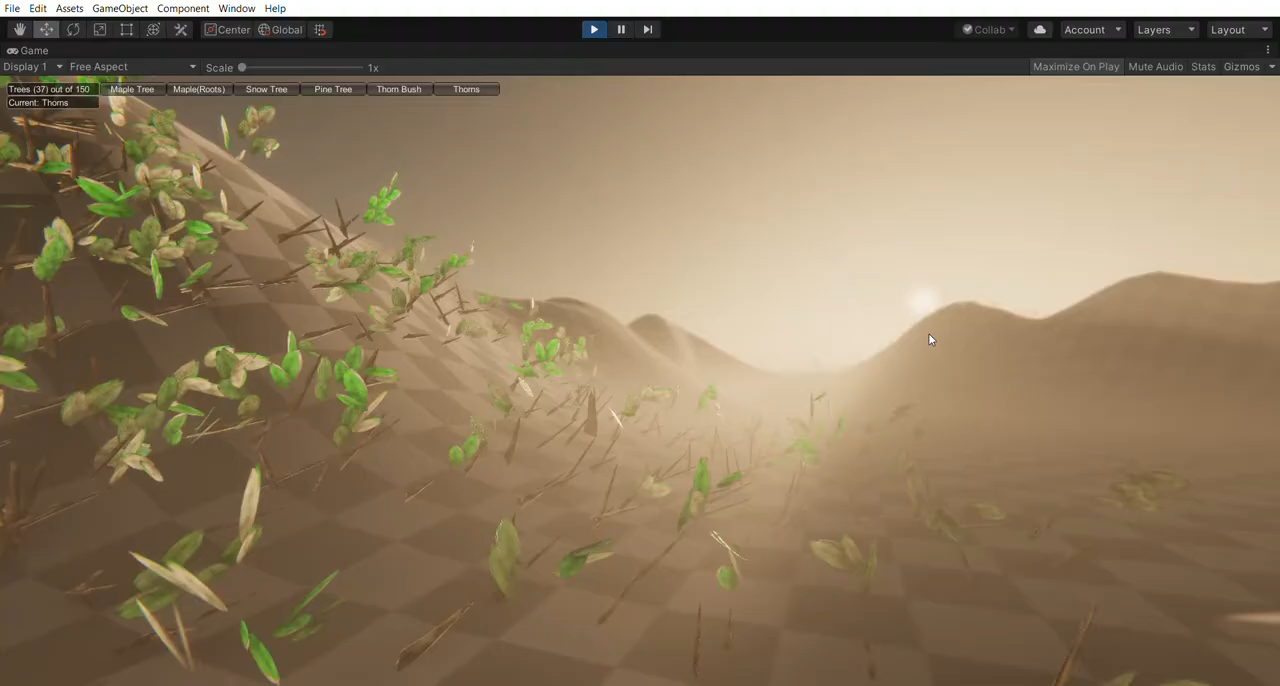 File Edit Assets GameObject Component Window Help
Center Global Collab Account Layers Layout
Game
Display 1 Free Aspect Scale 1x Maximize On Play Mute Audio Stats Gizmos
Trees (37) out of 150 Maple Tree Maple(Roots) Snow Tree Pine Tree Thorn Bush Thorns
Current: Thorns